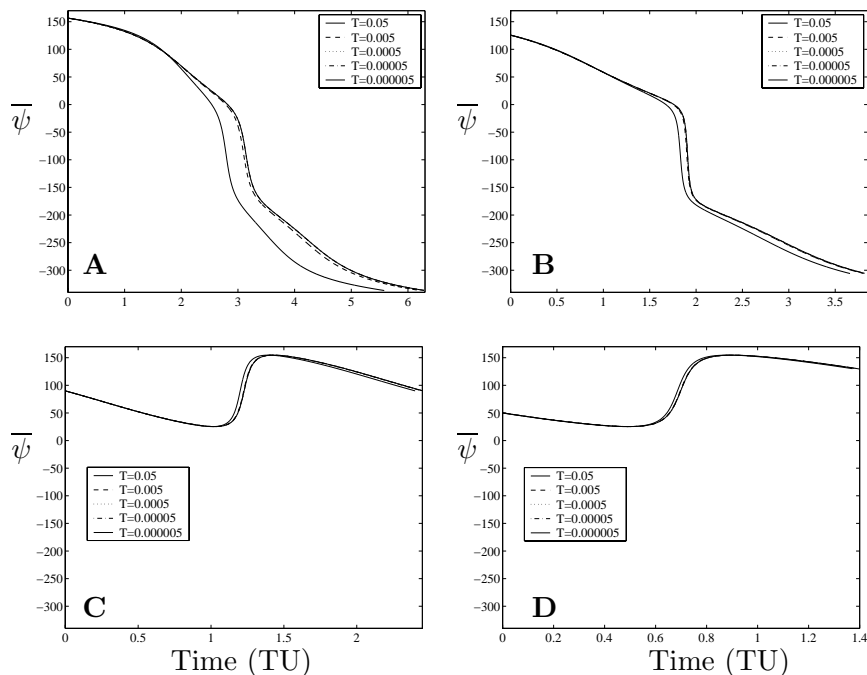 150
100
50
0
−50
−100
−150
−200
−250
−300
ψ
0 1 2 3 4 5 6
A
T=0.05
T=0.005
T=0.0005
T=0.00005
T=0.000005
150
100
50
0
−50
−100
−150
−200
−250
−300
ψ
0 0.5 1 1.5 2 2.5 3 3.5
B
T=0.05
T=0.005
T=0.0005
T=0.00005
T=0.000005
150
100
50
0
−50
−100
−150
−200
−250
−300
ψ
0 0.5 1 1.5 2
C
T=0.05
T=0.005
T=0.0005
T=0.00005
T=0.000005
Time (TU)
150
100
50
0
−50
−100
−150
−200
−250
−300
ψ
0 0.2 0.4 0.6 0.8 1 1.2 1.4
D
T=0.05
T=0.005
T=0.0005
T=0.00005
T=0.000005
Time (TU)